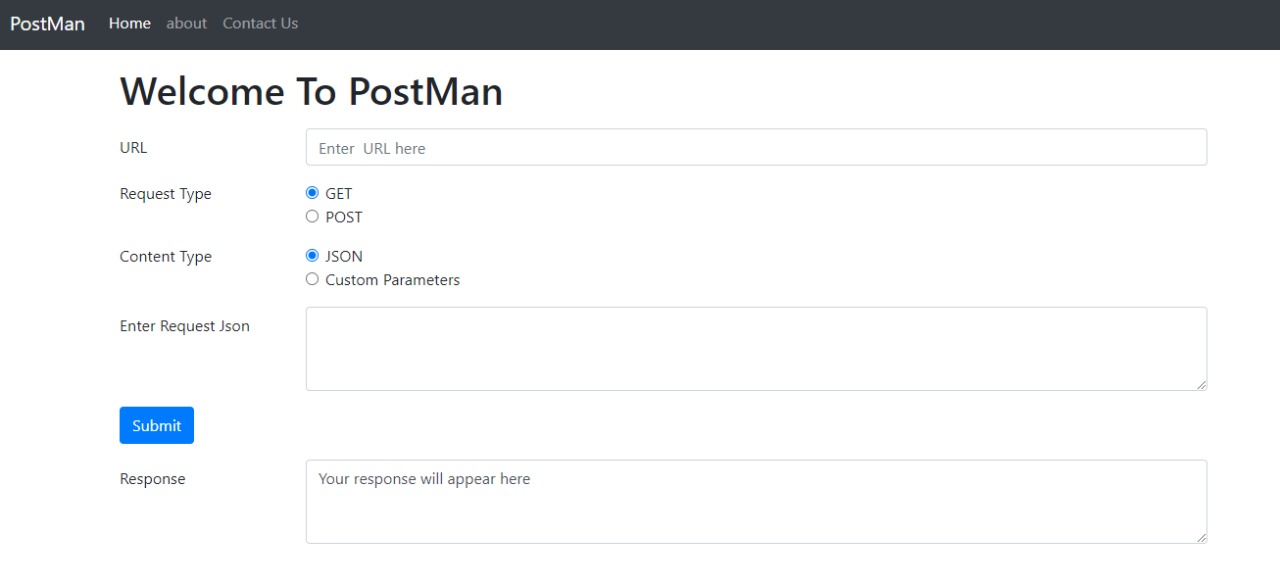 PostMan Home about Contact Us
Welcome To PostMan
URL Enter  URL here
Request Type GET
POST
Content Type JSON
Custom Parameters
Enter Request Json
Submit
Response Your response will appear here